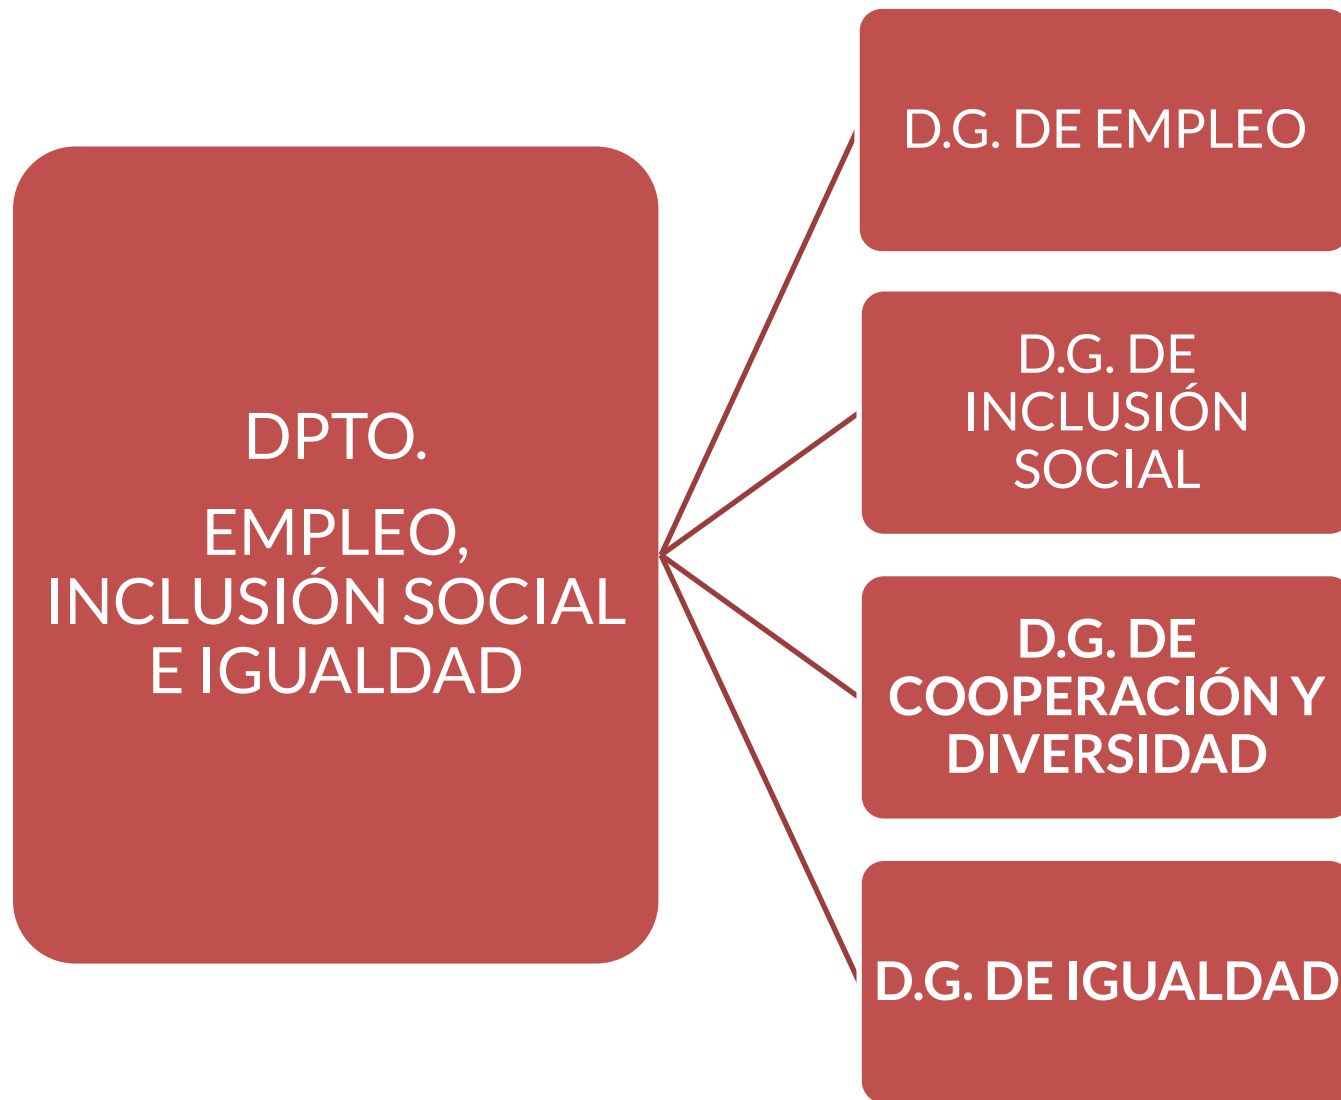 DPTO.
EMPLEO,
INCLUSIÓN SOCIAL
E IGUALDAD
D.G. DE EMPLEO
D.G. DE
INCLUSIÓN
SOCIAL
D.G. DE
COOPERACIÓN Y
DIVERSIDAD
D.G. DE IGUALDAD